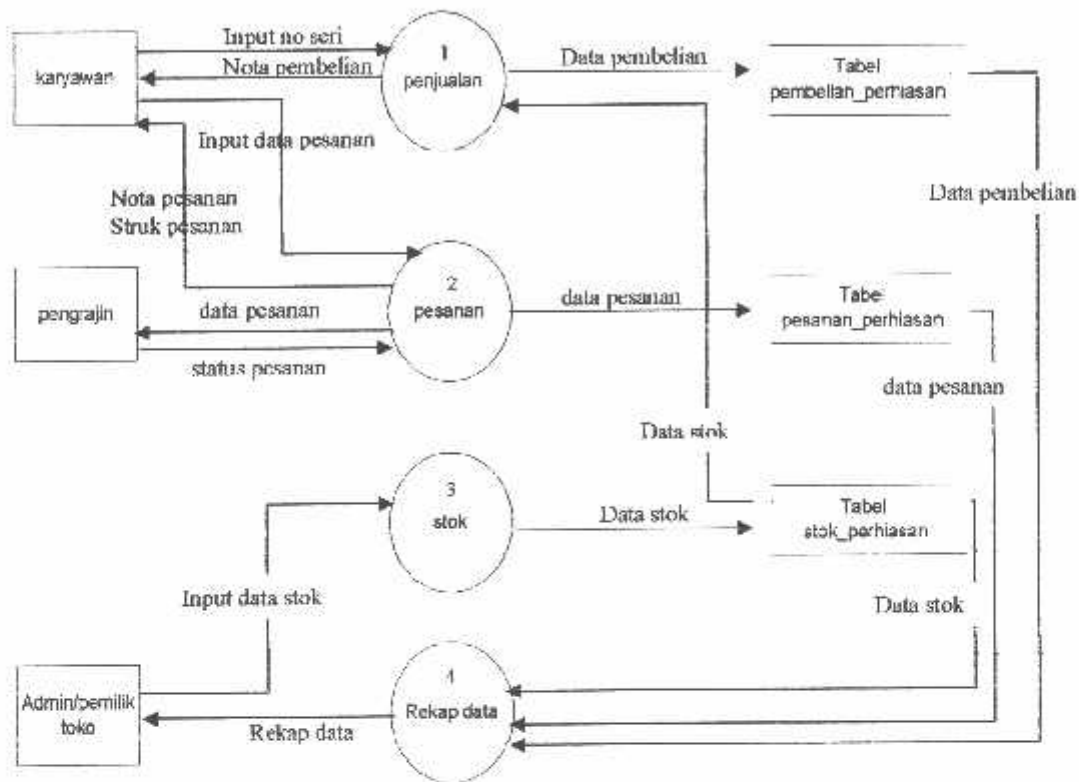 Input no seri
Nota pembelian
karyawan
1
penjualan
Data pembelian
Tabel
pembelian_perhiasan
Input data pesanan
Data pembelian
Nota pesanan
Struk pesanan
pengrajin
2
pesanan
data pesanan
status pesanan
data pesanan
Tabel
pesanan_perhiasan
data pesanan
Data stok
3
stok
Data stok
Tabel
stok_perhiasan
Input data stok
Data stok
Admin/pemilik
toko
4
Rekap data
Rekap data